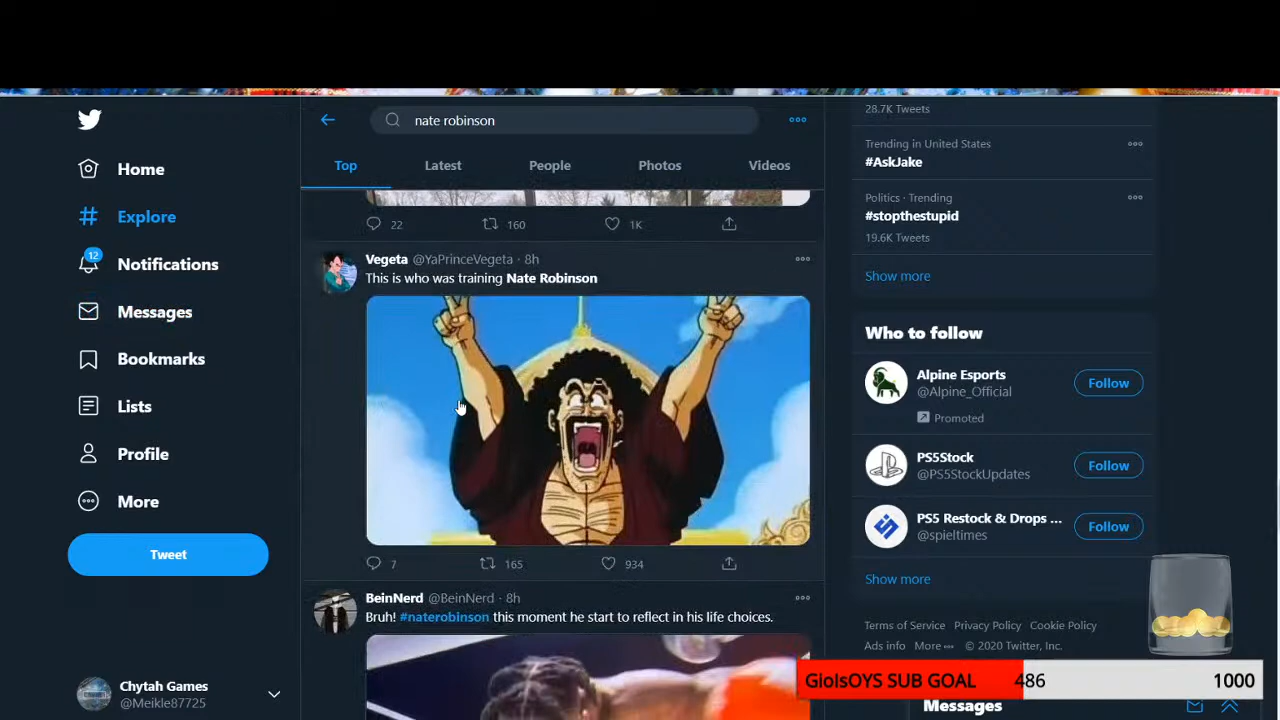 nate robinson
Top
Latest
People
Photos
Videos
Home
Explore
12
Notifications
Messages
Bookmarks
Lists
Profile
More
Tweet
Chytah Games
@Meikle87725
22
160
1K
Vegeta @YaPrinceVegeta · 8h
This is who was training Nate Robinson
7
165
934
BeinNerd @BeinNerd · 8h
Bruh! #naterobinson this moment he start to reflect in his life choices.
28.7K Tweets
Trending in United States
#AskJake
Politics · Trending
#stopthestupid
19.6K Tweets
Show more
Who to follow
Alpine Esports
@Alpine_Official
Follow
Promoted
PS5Stock
@PS5StockUpdates
Follow
PS5 Restock & Drops ...
@spieltimes
Follow
Show more
Terms of Service Privacy Policy Cookie Policy
Ads info More © 2020 Twitter, Inc.
GioIsOYS SUB GOAL 486 1000
Messages